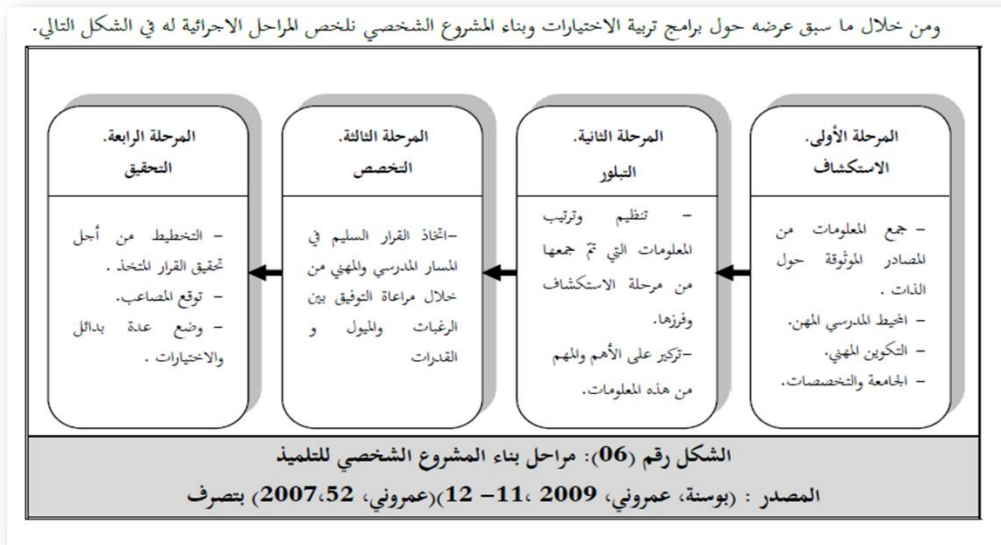 ومن خلال ما سبق عرضه حول برامج تربية الاختيارات وبناء المشروع الشخصي نلخص المراحل الاجرائية له في الشكل التالي.
المرحلة الأولى.
الاستكشاف
– جمع المعلومات من
المصادر الموثوقة حول
الذات .
– المحيط المدرسي المهن.
– التكوين المهني.
– الجامعة والتخصصات.
المرحلة الثانية.
التبلور
– تنظيم وترتيب
المعلومات التي تمّ جمعها
من مرحلة الاستكشاف
وفرزها.
–تركير على الأهم والمهم
من هذه المعلومات.
المرحلة الثالثة.
التخصص
–اتخاذ القرار السليم في
المسار المدرسي والمهني من
خلال مراعاة التوفيق بين
الرغبات والميول و
القدرات
المرحلة الرابعة.
التحقيق
– التخطيط من أجل
تحقيق القرار المتخذ .
– توقع المصاعب.
– وضع عدة بدائل
والاختيارات .
الشكل رقم (06): مراحل بناء المشروع الشخصي للتلميذ
المصدر : (بوسنة، عمروني، 2009 ،11– 12)(عمروني، 2007،52) بتصرف